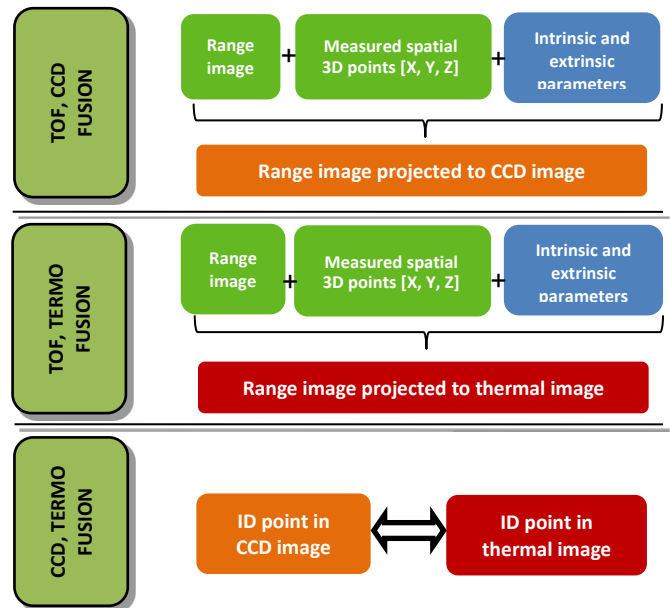 TOF, CCD
FUSION
Range
image
+
Measured spatial
3D points [X, Y, Z]
+
Intrinsic and
extrinsic
parameters
Range image projected to CCD image
TOF, TERMO
FUSION
Range
image
+
Measured spatial
3D points [X, Y, Z]
+
Intrinsic and
extrinsic
parameters
Range image projected to thermal image
CCD, TERMO
FUSION
ID point in
CCD image
ID point in
thermal image